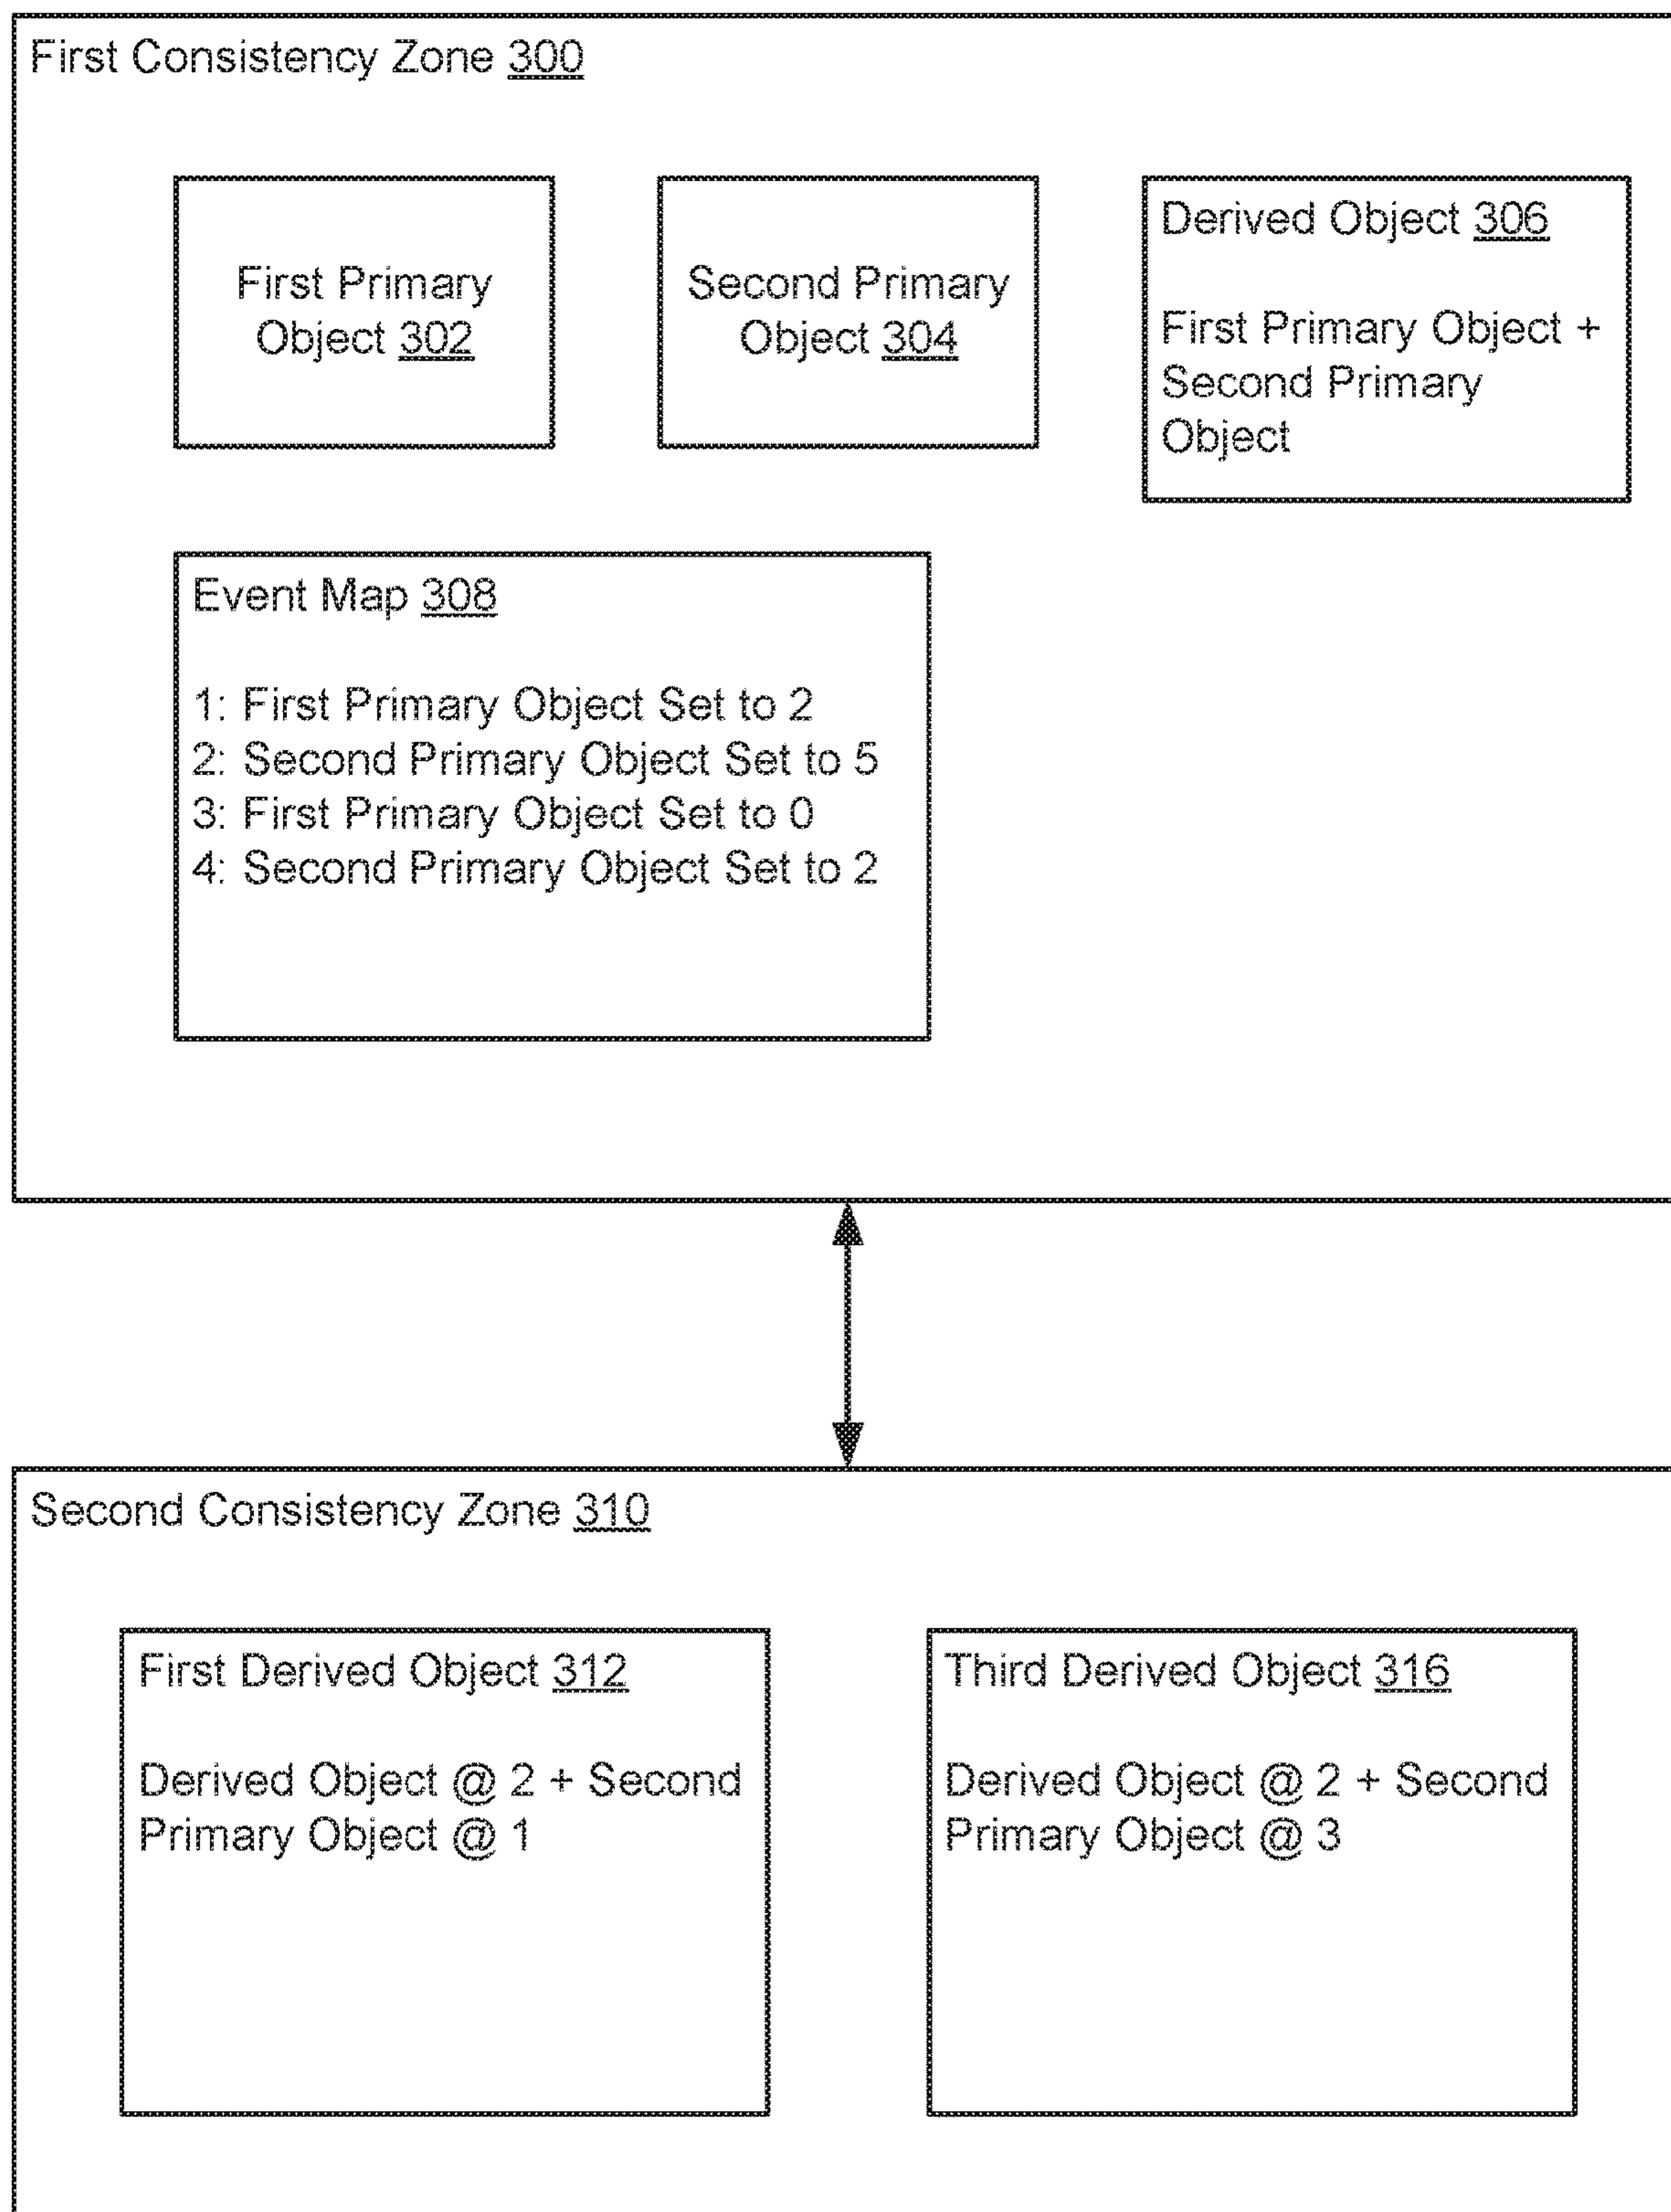 First Consistency Zone 300
First Primary
Object 302
Second Primary
Object 304
Derived Object 306
First Primary Object +
Second Primary
Object
Event Map 308
1: First Primary Object Set to 2
2: Second Primary Object Set to 5
3: First Primary Object Set to 0
4: Second Primary Object Set to 2
Second Consistency Zone 310
First Derived Object 312
Derived Object @ 2 + Second
Primary Object @ 1
Third Derived Object 316
Derived Object @ 2 + Second
Primary Object @ 3